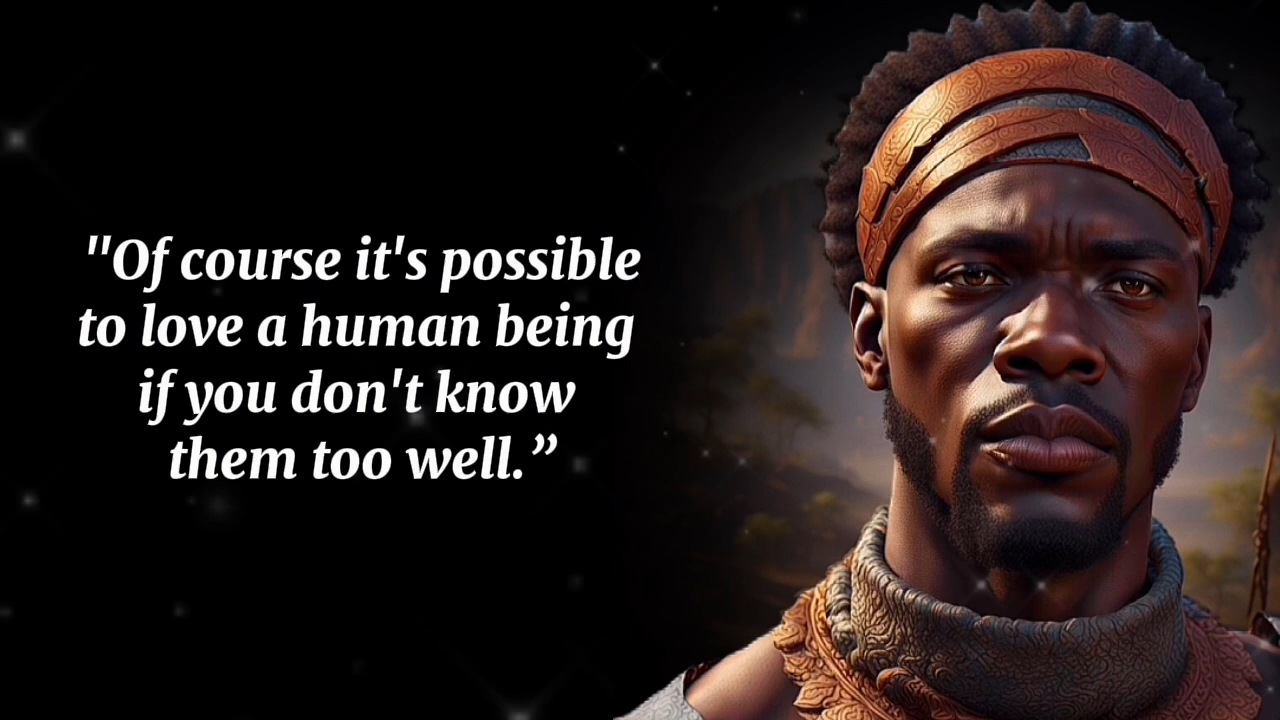 "Of course it's possible
to love a human being
if you don't know
them too well.”